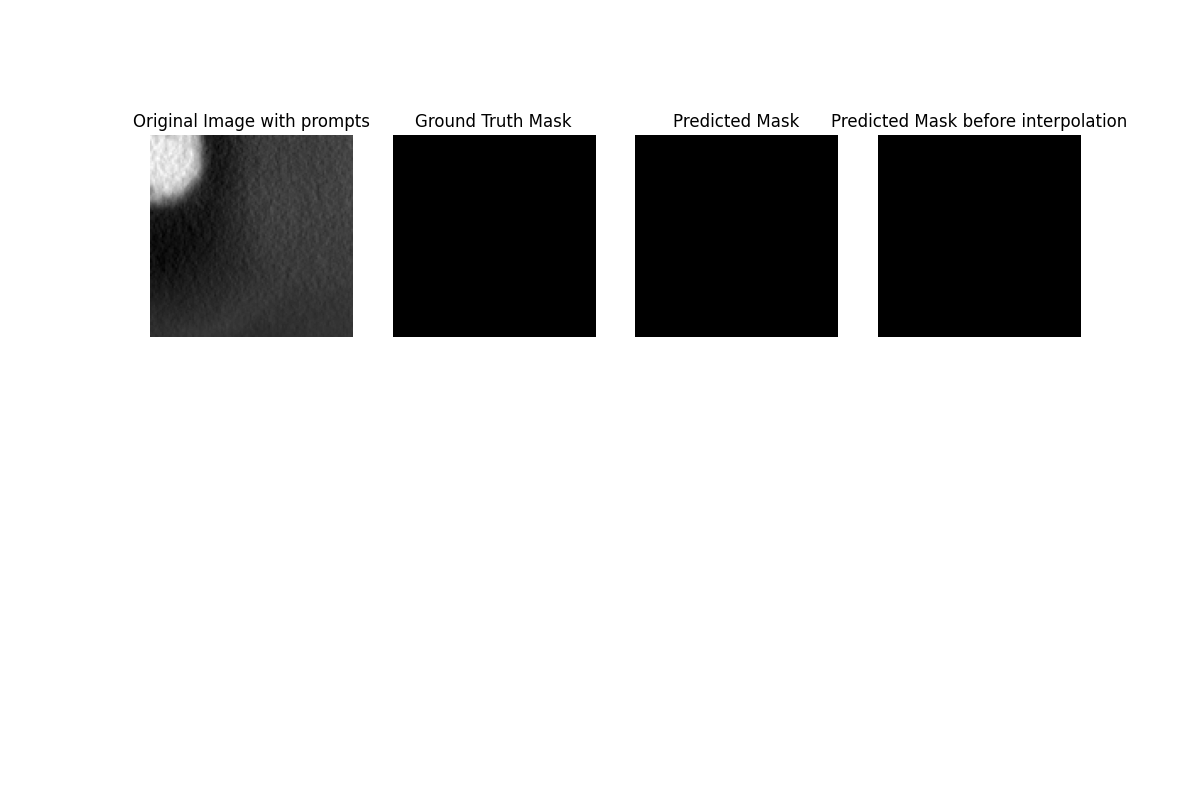 Original Image with prompts
Ground Truth Mask
Predicted Mask
Predicted Mask before interpolation